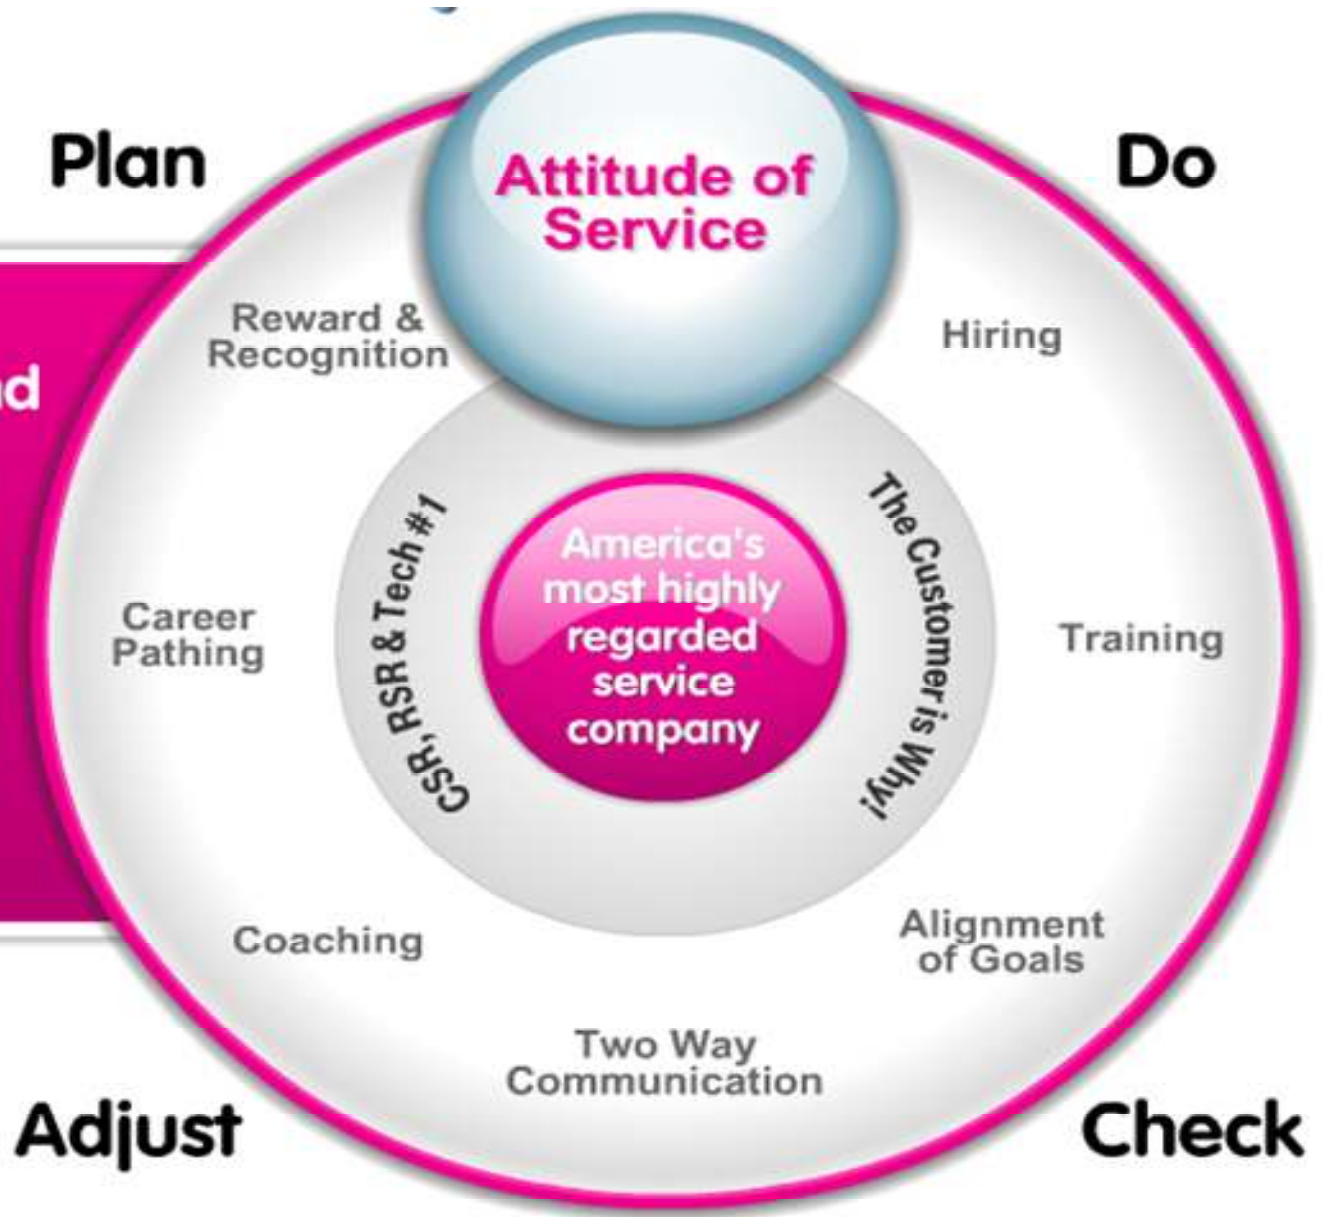 Plan
Attitude of
Service
Do
Reward &
Recognition
Hiring
CSR, RSR & Tech #1
America's
most highly
regarded
service
company
The Customer is Why!
Career
Pathing
Training
Coaching
Alignment
of Goals
Two Way
Communication
Adjust
Check